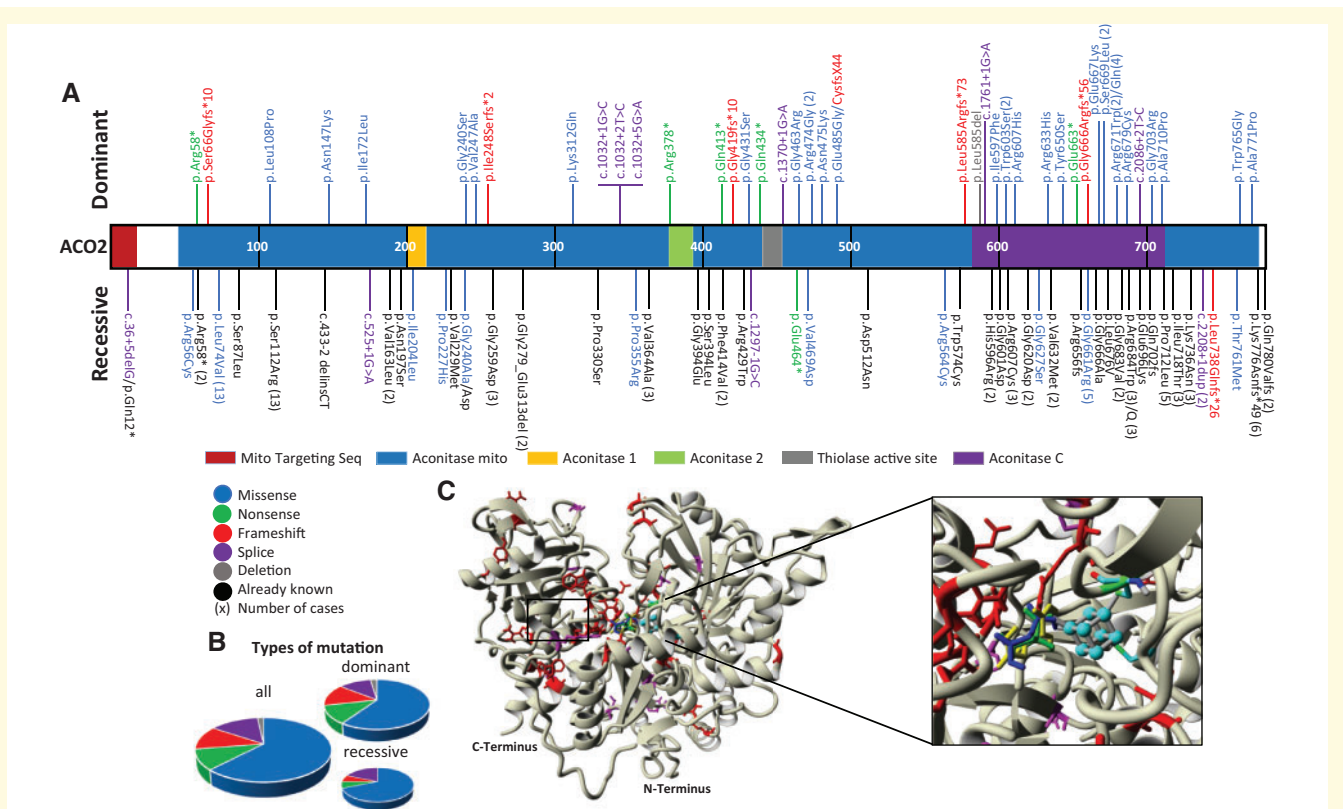 A
Dominant
p.Arg58*
p.Ser66Glyfs*10
p.Leu108Pro
p.Asn147Lys
p.Ile172Leu
p.Gly240Ser
p.Val247Ala
p.Ile248Serfs*2
p.Lys312Gln
c.1032+1G>C
c.1032+2T>C
c.1032+5G>A
p.Arg378*
p.Gln413*
p.Gly419fs*10
p.Gly431Ser
p.Gln434*
c.1370+1G>A
p.Gly463Arg
p.Arg474Gly (2)
p.Asn475Lys
p.Glu485Gly/CysfsX44
p.Leu585Argfs*73
p.Leu585del
c.1761+1G>A
p.Ile597Phe
p.Trp603Ser(2)
p.Arg607His
p.Arg633His
p.Tyr650Ser
p.Glu663*
p.Gly666Argfs*56
p.Glu667Lys
p.Ser669Leu (2)
p.Arg671Trp(2)/Gln(4)
p.Arg679Cys
c.2086+2T>C
p.Gly703Arg
p.Ala710Pro
p.Trp765Gly
p.Ala771Pro
ACO2
100
200
300
400
500
600
700
Recessive
c.36+5delG/p.Gln12*
p.Arg56Cys
p.Arg58* (2)
p.Leu74Val (13)
p.Ser87Leu
p.Ser112Arg (13)
c.433-2 delinsCT
c.525+1G>A
p.Val163Leu (2)
p.Asn197Ser
p.Ile204Leu
p.Pro227His
p.Val229Met
p.Gly240Ala/Asp
p.Gly259Asp (3)
p.Gly279_Glu313del (2)
p.Pro330Ser
p.Pro355Arg
p.Val364Ala (3)
p.Gly394Glu
p.Ser394Leu
p.Phe414Val (2)
p.Arg429Trp
c.1297-1G>C
p.Glu464*
p.Val469Asp
p.Asp512Asn
p.Arg564Cys
p.Trp574Cys
p.His596Arg (2)
p.Gly601Asp
p.Arg607Cys (3)
p.Gly620Asp (2)
p.Gly627Ser
p.Val632Met (2)
p.Arg656fs
p.Gly661Arg (5)
p.Gly666Ala
p.Gly683Val (2)
p.Arg684Trp (3)/Q (3)
p.Glu696Lys
p.Gln702fs
p.Pro712Leu (5)
p.Lys736Asn (3)
c.2208+1.dup (2)
p.Leu738Glnfs*26
p.Thr761Met
p.Lys776Asnfs*49 (6)
p.Gln780Valfs (2)
Mito Targeting Seq
Aconitase mito
Aconitase 1
Aconitase 2
Thiolase active site
Aconitase C
Missense
Nonsense
Frameshift
Splice
Deletion
Already known
(x) Number of cases
B
Types of mutation
dominant
all
recessive
C
C-Terminus
N-Terminus